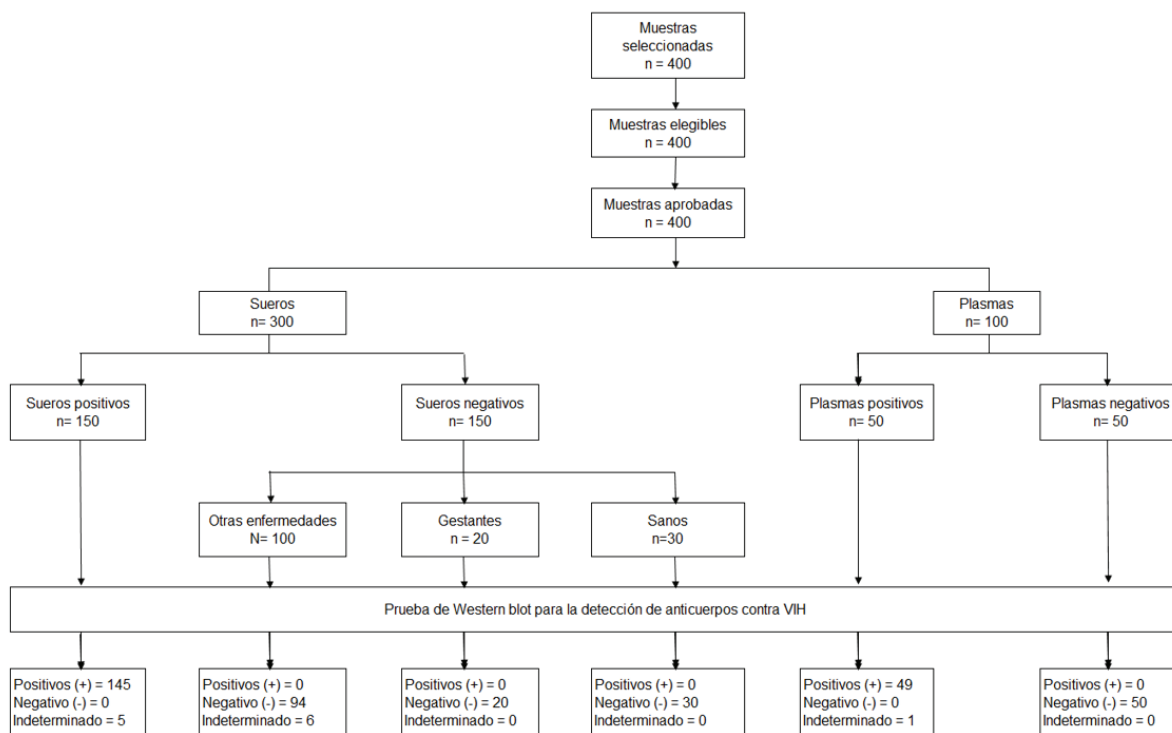 Muestras
seleccionadas
n = 400
Muestras elegibles
n = 400
Muestras aprobadas
n = 400
Sueros
n= 300
Plasmas
n= 100
Sueros positivos
n= 150
Sueros negativos
n= 150
Plasmas positivos
n= 50
Plasmas negativos
n= 50
Otras enfermedades
N= 100
Gestantes
n = 20
Sanos
n=30
Prueba de Western blot para la detección de anticuerpos contra VIH
Positivos (+) = 145
Negativo (-) = 0
Indeterminado = 5
Positivos (+) = 0
Negativo (-) = 94
Indeterminado = 6
Positivos (+) = 0
Negativo (-) = 20
Indeterminado = 0
Positivos (+) = 0
Negativo (-) = 30
Indeterminado = 0
Positivos (+) = 49
Negativo (-) = 0
Indeterminado = 1
Positivos (+) = 0
Negativo (-) = 50
Indeterminado = 0